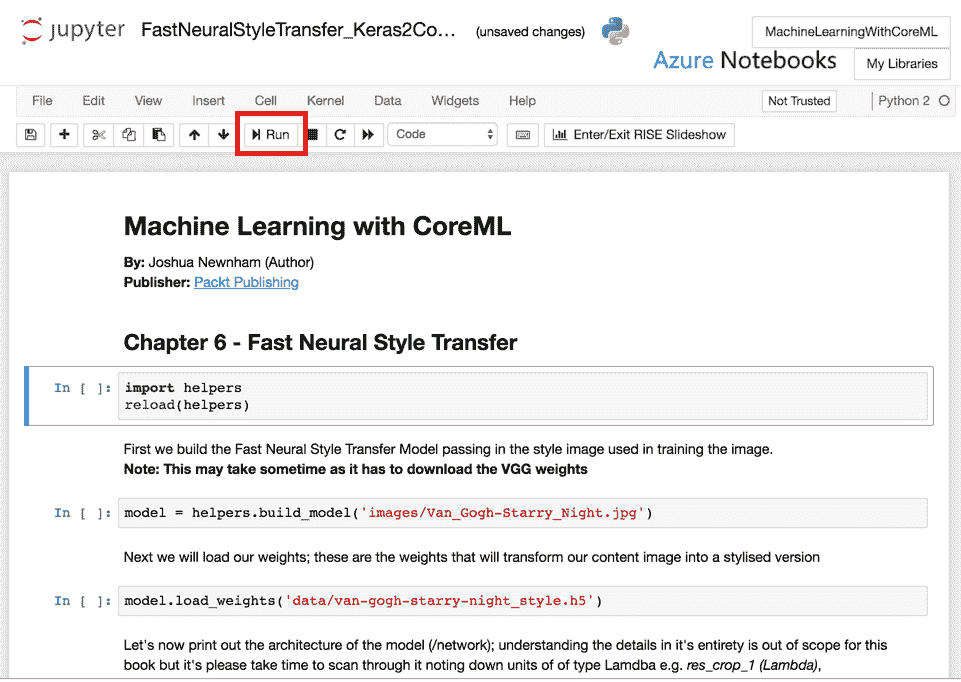 jupyter FastNeuralStyleTransfer_Keras2Co... (unsaved changes) MachineLearningWithCoreML
Azure Notebooks My Libraries
File Edit View Insert Cell Kernel Data Widgets Help Not Trusted Python 2
Run Code Enter/Exit RISE Slideshow
Machine Learning with CoreML
By: Joshua Newnham (Author)
Publisher: Packt Publishing
Chapter 6 - Fast Neural Style Transfer
In [ ]: import helpers
reload(helpers)
First we build the Fast Neural Style Transfer Model passing in the style image used in training the image.
Note: This may take sometime as it has to download the VGG weights
In [ ]: model = helpers.build_model('images/Van_Gogh-Starry_Night.jpg')
Next we will load our weights; these are the weights that will transform our content image into a stylised version
In [ ]: model.load_weights('data/van-gogh-starry-night_style.h5')
Let's now print out the architecture of the model (/network); understanding the details in it's entirety is out of scope for this
book but it's please take time to scan through it noting down units of of type Lamdba e.g. res_crop_1 (Lambda),